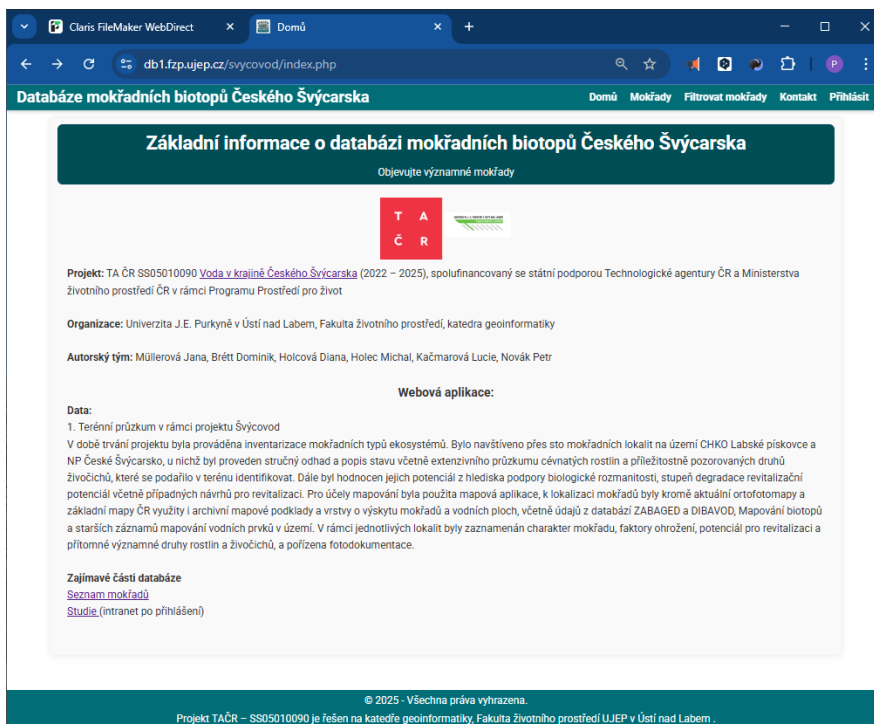 Claris FileMaker WebDirect
Domů
db1.fzp.ujep.cz/svycovod/index.php
P
Databáze mokřadních biotopů Českého Švýcarska
Domů Mokřady Filtrovat mokřady Kontakt Přihlásit
Základní informace o databázi mokřadních biotopů Českého Švýcarska
Objevujte významné mokřady
T A
Č R
Projekt: TA ČR SS05010090 Voda v krajině Českého Švýcarska (2022 – 2025), spolufinancovaný se státní podporou Technologické agentury ČR a Ministerstva
životního prostředí ČR v rámci Programu Prostředí pro život
Organizace: Univerzita J.E. Purkyně v Ústí nad Labem, Fakulta životního prostředí, katedra geoinformatiky
Autorský tým: Müllerová Jana, Brétt Dominik, Holcová Diana, Holec Michal, Kačmarová Lucie, Novák Petr
Webová aplikace:
Data:
1. Terénní průzkum v rámci projektu Švýcovod
V době trvání projektu byla prováděna inventarizace mokřadních typů ekosystémů. Bylo navštíveno přes sto mokřadních lokalit na území CHKO Labské pískovce a
NP České Švýcarsko, u nichž byl proveden stručný odhad a popis stavu včetně extenzivního průzkumu cévnatých rostlin a příležitostně pozorovaných druhů
živočichů, které se podařilo v terénu identifikovat. Dále byl hodnocen jejich potenciál z hlediska podpory biologické rozmanitosti, stupeň degradace revitalizační
potenciál včetně případných návrhů pro revitalizaci. Pro účely mapování byla použita mapová aplikace, k lokalizaci mokřadů byly kromě aktuální ortofotomapy a
základní mapy ČR využity i archivní mapové podklady a vrstvy o výskytu mokřadů a vodních ploch, včetně údajů z databází ZABAGED a DIBAVOD, Mapování biotopů
a starších záznamů mapování vodních prvků v území. V rámci jednotlivých lokalit byly zaznamenán charakter mokřadu, faktory ohrožení, potenciál pro revitalizaci a
přítomné významné druhy rostlin a živočichů, a pořízena fotodokumentace.
Zajímavé části databáze
Seznam mokřadů
Studie (intranet po přihlášení)
© 2025 - Všechna práva vyhrazena.
Projekt TAČR – SS05010090 je řešen na katedře geoinformatiky, Fakulta životního prostředí UJEP v Ústí nad Labem .